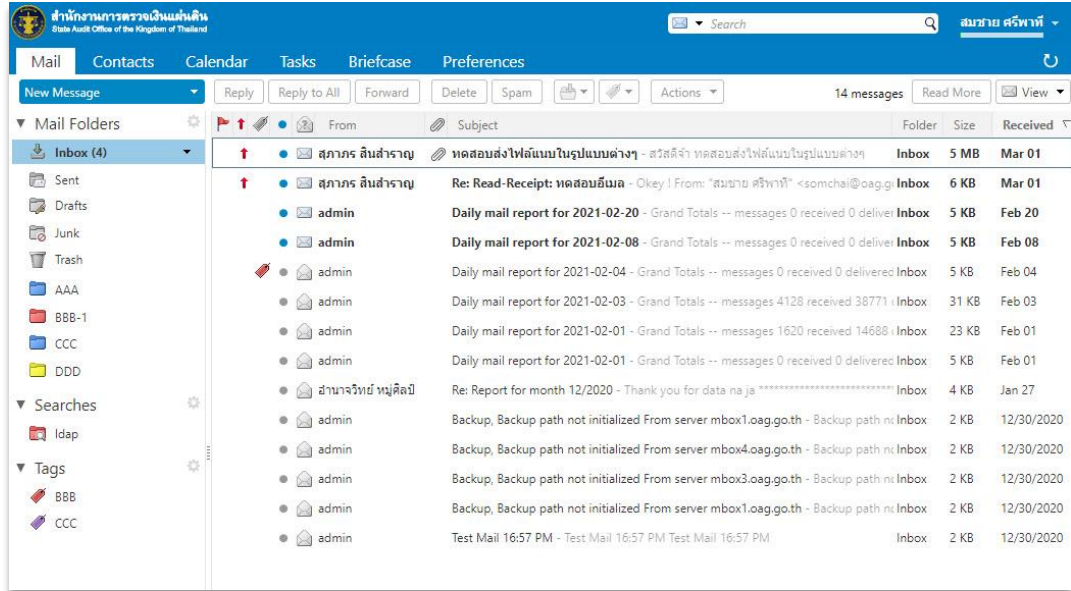 สำนักงานการตรวจเงินแผ่นดิน
State Audit Office of the Kingdom of Thailand
Search
สมชาย ศรีพาที
Mail Contacts Calendar Tasks Briefcase Preferences
New Message Reply Reply to All Forward Delete Spam Actions 14 messages Read More View
Mail Folders
From Subject Folder Size Received
Inbox (4)
สุภาภร สินสำราญ ทดสอบส่งไฟล์แนบในรูปแบบต่างๆ - สวัสดีจ้า ทดสอบส่งไฟล์แนบในรูปแบบต่างๆ Inbox 5 MB Mar 01
Sent
สุภาภร สินสำราญ Re: Read-Receipt: ทดสอบอีเมล - Okey ! From: "สมชาย ศรีพาที" <somchai@oag.g Inbox 6 KB Mar 01
Drafts
admin Daily mail report for 2021-02-20 - Grand Totals -- messages 0 received 0 deliver Inbox 5 KB Feb 20
Junk
admin Daily mail report for 2021-02-08 - Grand Totals -- messages 0 received 0 deliver Inbox 5 KB Feb 08
Trash
admin Daily mail report for 2021-02-04 - Grand Totals -- messages 0 received 0 delivered Inbox 5 KB Feb 04
AAA
admin Daily mail report for 2021-02-03 - Grand Totals -- messages 4128 received 38771 Inbox 31 KB Feb 03
BBB-1
admin Daily mail report for 2021-02-01 - Grand Totals -- messages 1620 received 14688 Inbox 23 KB Feb 01
CCC
admin Daily mail report for 2021-02-01 - Grand Totals -- messages 0 received 0 delivered Inbox 5 KB Feb 01
DDD
อำนาจวิทย์ หมู่ศิลป์ Re: Report for month 12/2020 - Thank you for data na ja Inbox 4 KB Jan 27
Searches
admin Backup, Backup path not initialized From server mbox1.oag.go.th - Backup path Inbox 2 KB 12/30/2020
ldap
admin Backup, Backup path not initialized From server mbox4.oag.go.th - Backup path Inbox 2 KB 12/30/2020
Tags
admin Backup, Backup path not initialized From server mbox3.oag.go.th - Backup path Inbox 2 KB 12/30/2020
BBB
admin Backup, Backup path not initialized From server mbox1.oag.go.th - Backup path Inbox 2 KB 12/30/2020
CCC
admin Test Mail 16:57 PM - Test Mail 16:57 PM Test Mail 16:57 PM Inbox 2 KB 12/30/2020